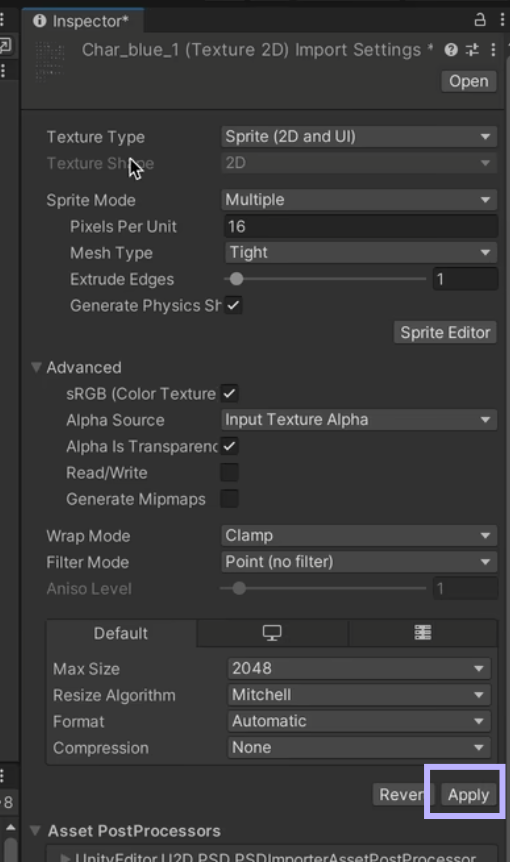 Inspector*
Char_blue_1 (Texture 2D) Import Settings *
Open
Texture Type Sprite (2D and UI)
Texture Shape 2D
Sprite Mode Multiple
Pixels Per Unit 16
Mesh Type Tight
Extrude Edges 1
Generate Physics Sh
Sprite Editor
Advanced
sRGB (Color Texture
Alpha Source Input Texture Alpha
Alpha Is Transparenc
Read/Write
Generate Mipmaps
Wrap Mode Clamp
Filter Mode Point (no filter)
Aniso Level 1
Default
Max Size 2048
Resize Algorithm Mitchell
Format Automatic
Compression None
Rever Apply
8
Asset PostProcessors
UnityEditor.U2D.PSD.PSDImporterAssetPostProcessor